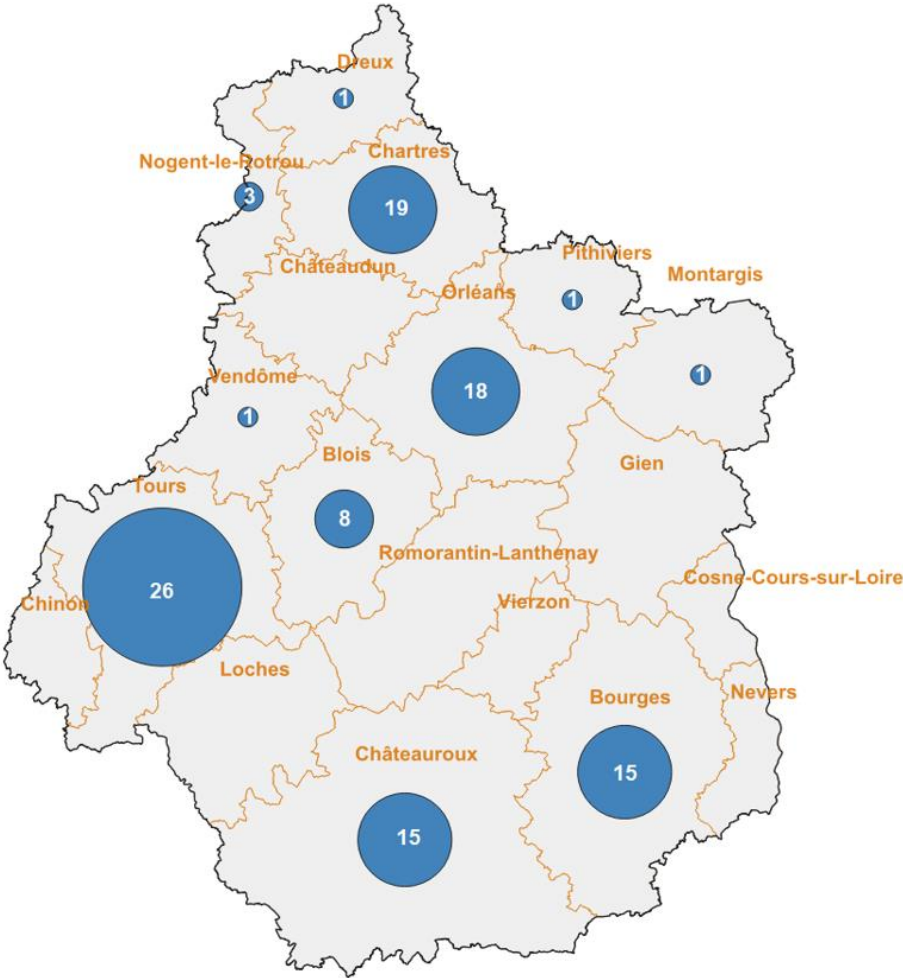 Dreux
1
Chartres
Nogent-le-Rotrou
3
19
Châteaudun
Pithiviers
Montargis
Orléans
1
Vendôme
1
18
1
Blois
Gien
Tours
8
Romorantin-Lanthenay
Cosne-Cours-sur-Loire
26
Chinon
Vierzon
Loches
Nevers
Bourges
Châteauroux
15
15